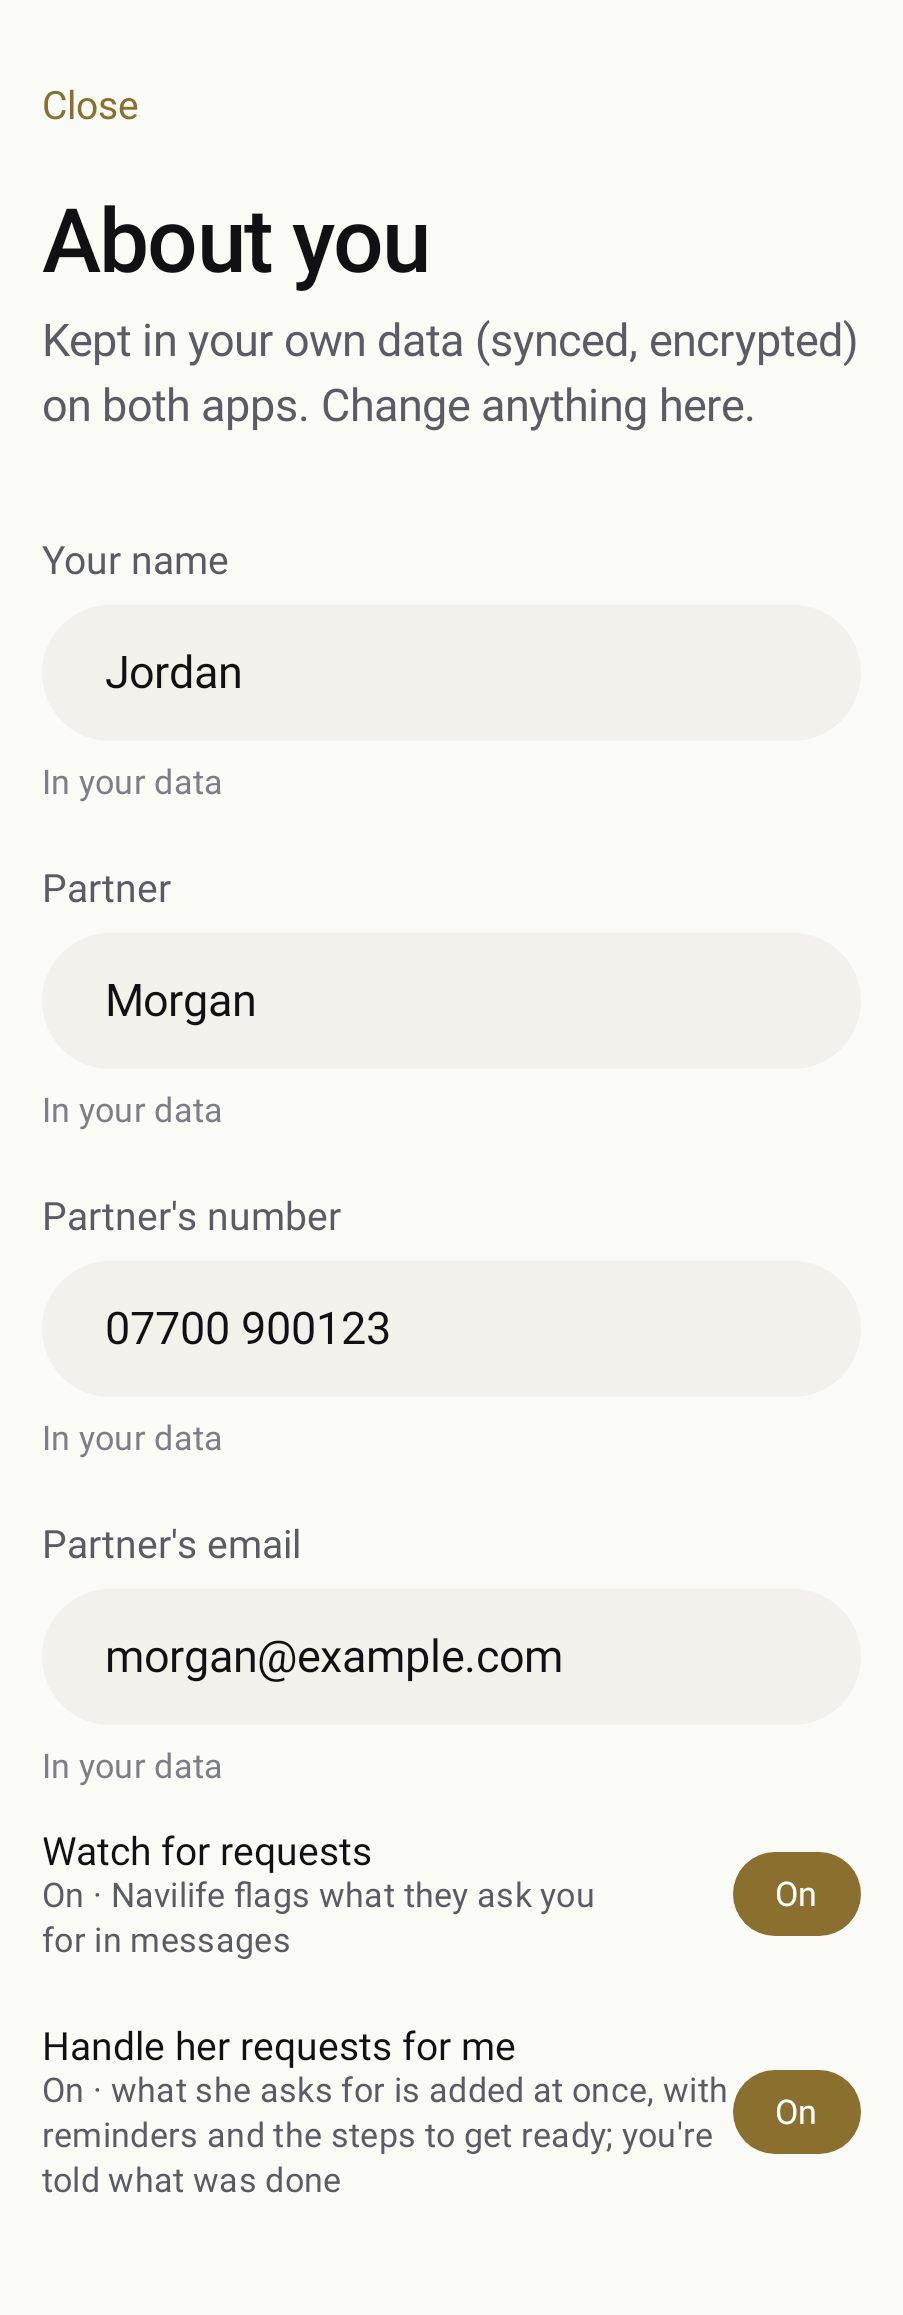 Close
About you
Kept in your own data (synced, encrypted)
on both apps. Change anything here.
Your name
Jordan
In your data
Partner
Morgan
In your data
Partner's number
07700 900123
In your data
Partner's email
morgan@example.com
In your data
Watch for requests
On · Navilife flags what they ask you
for in messages
On
Handle her requests for me
On · what she asks for is added at once, with
reminders and the steps to get ready; you're
told what was done
On